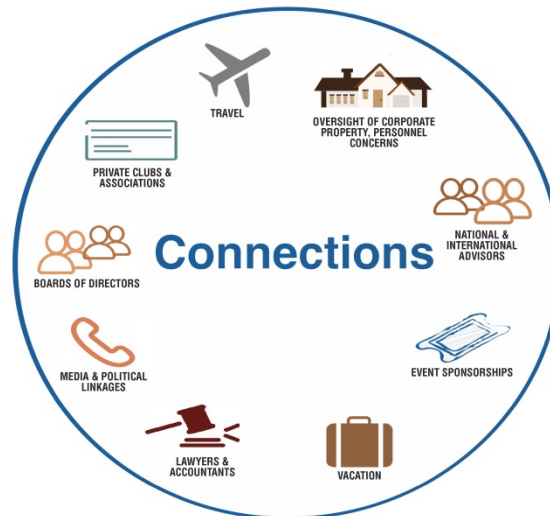 TRAVEL
OVERSIGHT OF CORPORATE
PROPERTY, PERSONNEL
CONCERNS
PRIVATE CLUBS &
ASSOCIATIONS
NATIONAL &
INTERNATIONAL
ADVISORS
Connections
BOARDS OF DIRECTORS
MEDIA & POLITICAL
LINKAGES
EVENT SPONSORSHIPS
LAWYERS &
ACCOUNTANTS
VACATION